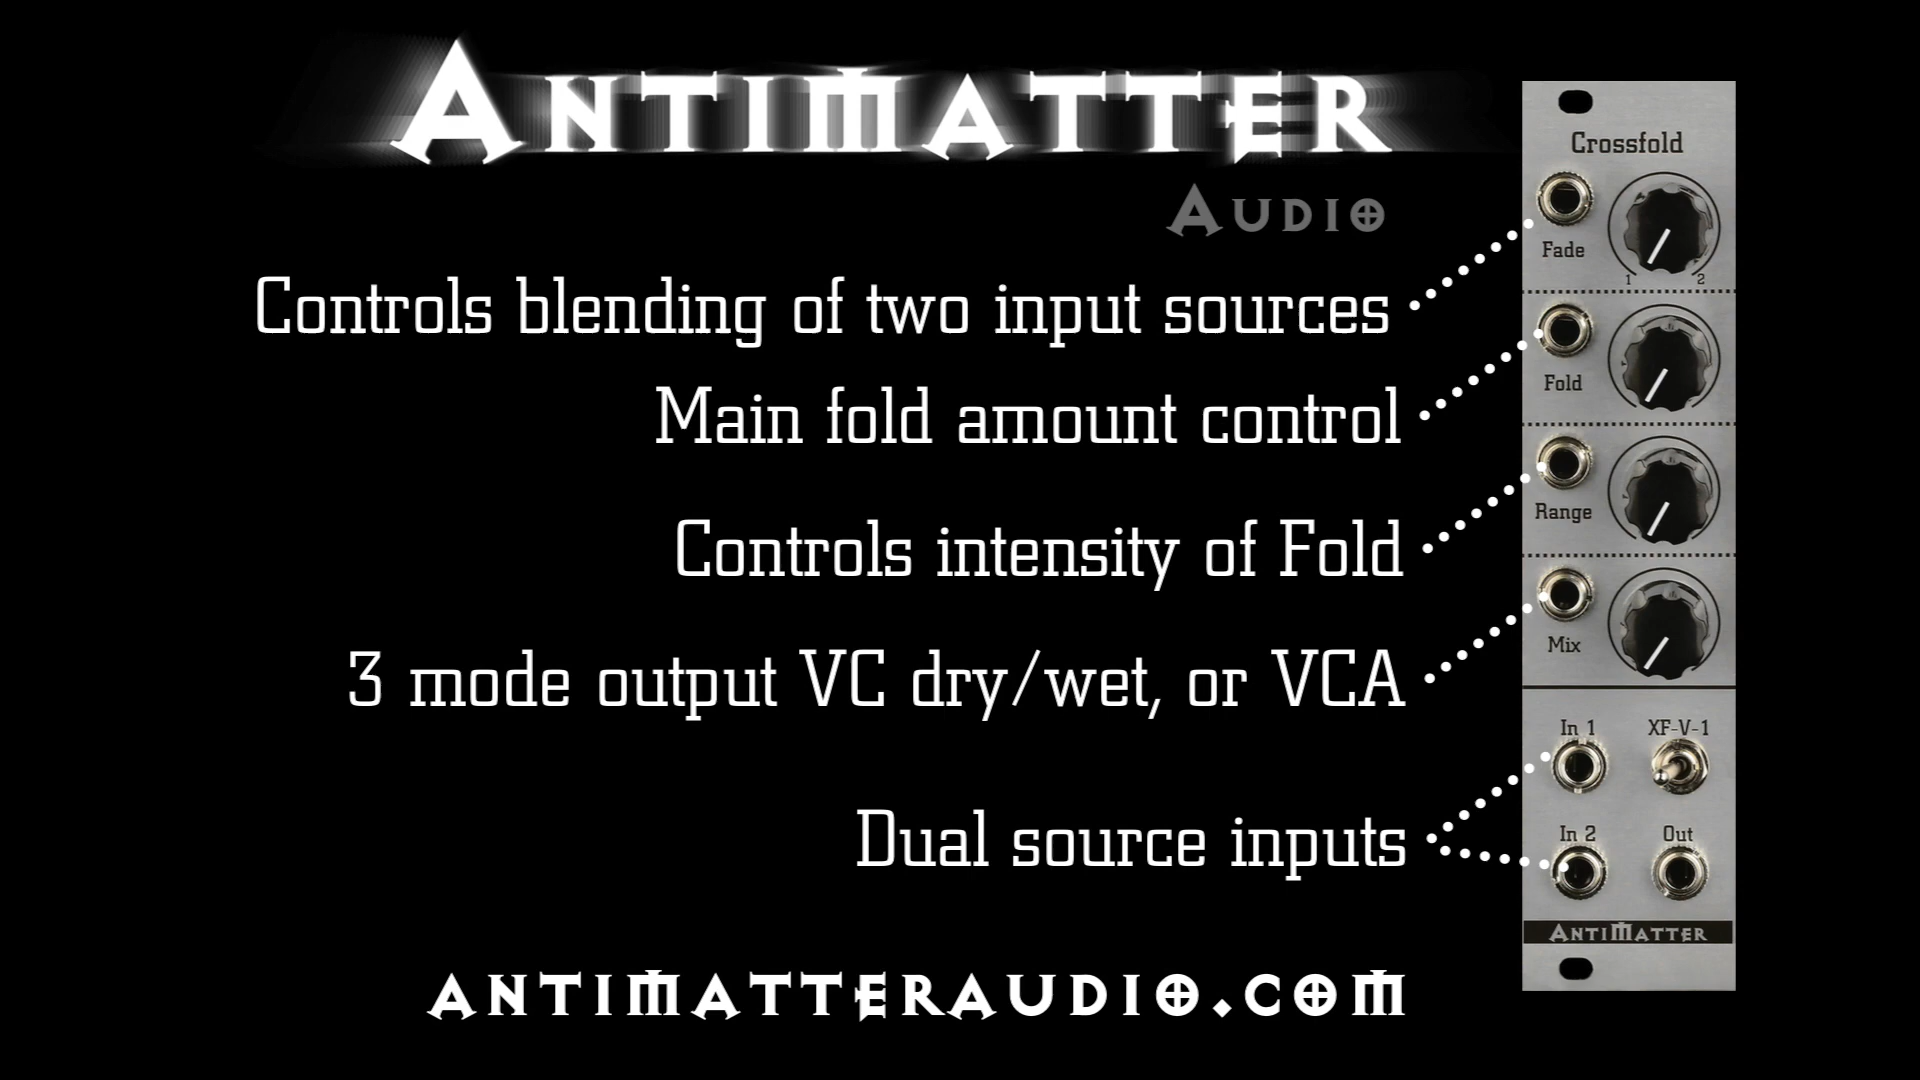 AntiMatter
Audio
Controls blending of two input sources
Main fold amount control
Controls intensity of Fold
3 mode output VC dry/wet, or VCA
Dual source inputs
antimatteraudio.com
Crossfold
Fade
1 2
Fold
Range
Mix
In 1 XF-V-1
In 2 Out
AntiMatter